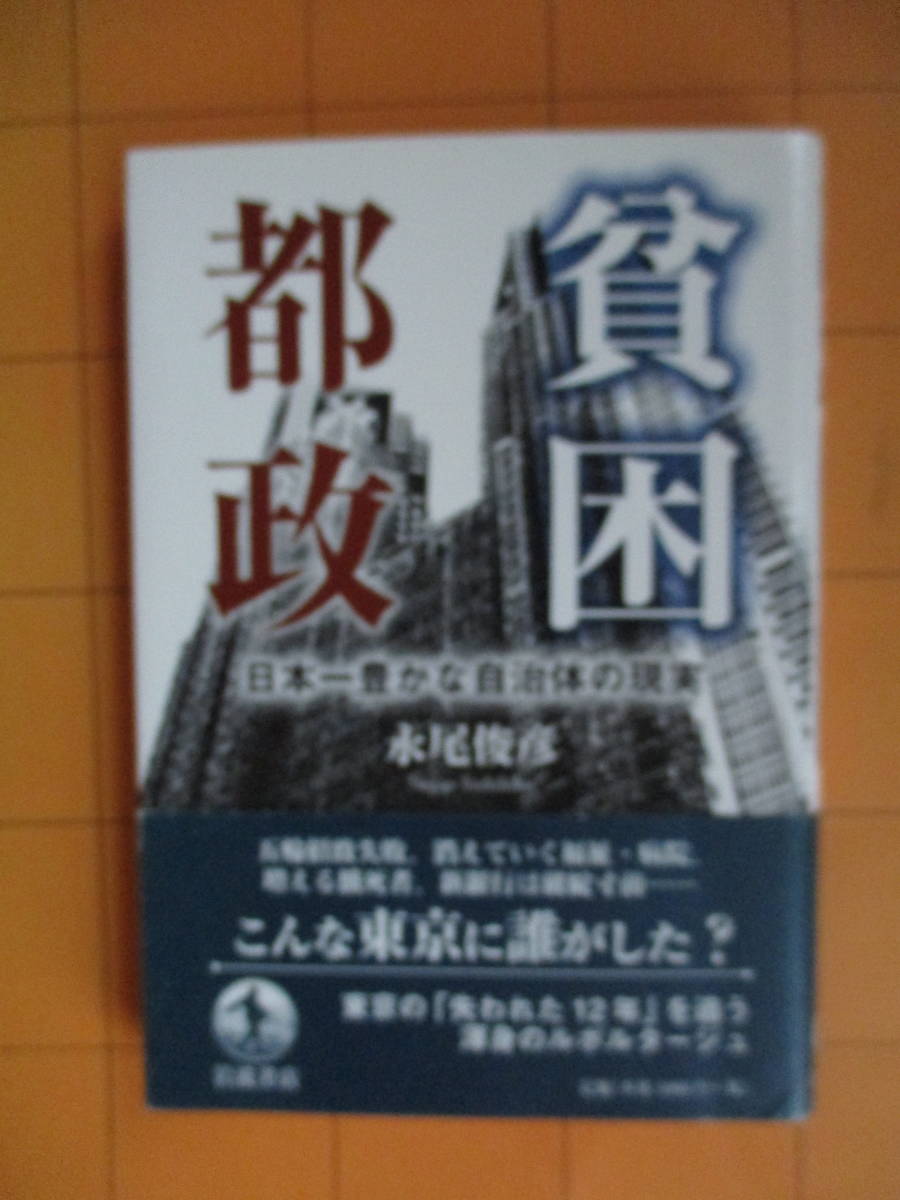 貧困
都政
日本一豊かな自治体の現実
永尾俊彦
五輪招致失敗、消えていく福祉・病院、
増える餓死者、新銀行は破綻寸前――
こんな東京に誰がした?
東京の「失われた12年」を追う
渾身のルポルタージュ
岩波書店